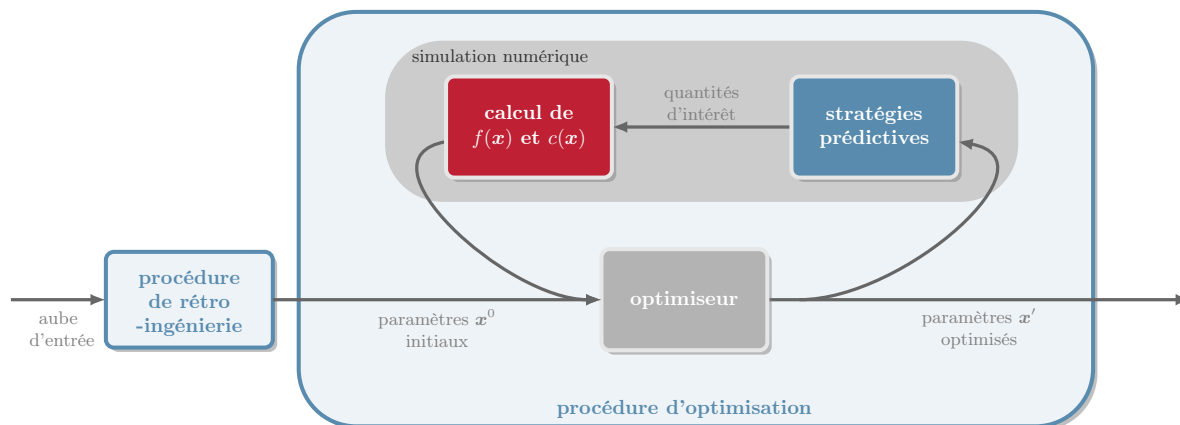 simulation numérique
calcul de
f(x) et c(x)
quantités
d'intérêt
stratégies
prédictives
procédure
de rétro
-ingénierie
optimiseur
aube
d'entrée
paramètres x⁰
initiaux
paramètres x′
optimisés
procédure d'optimisation